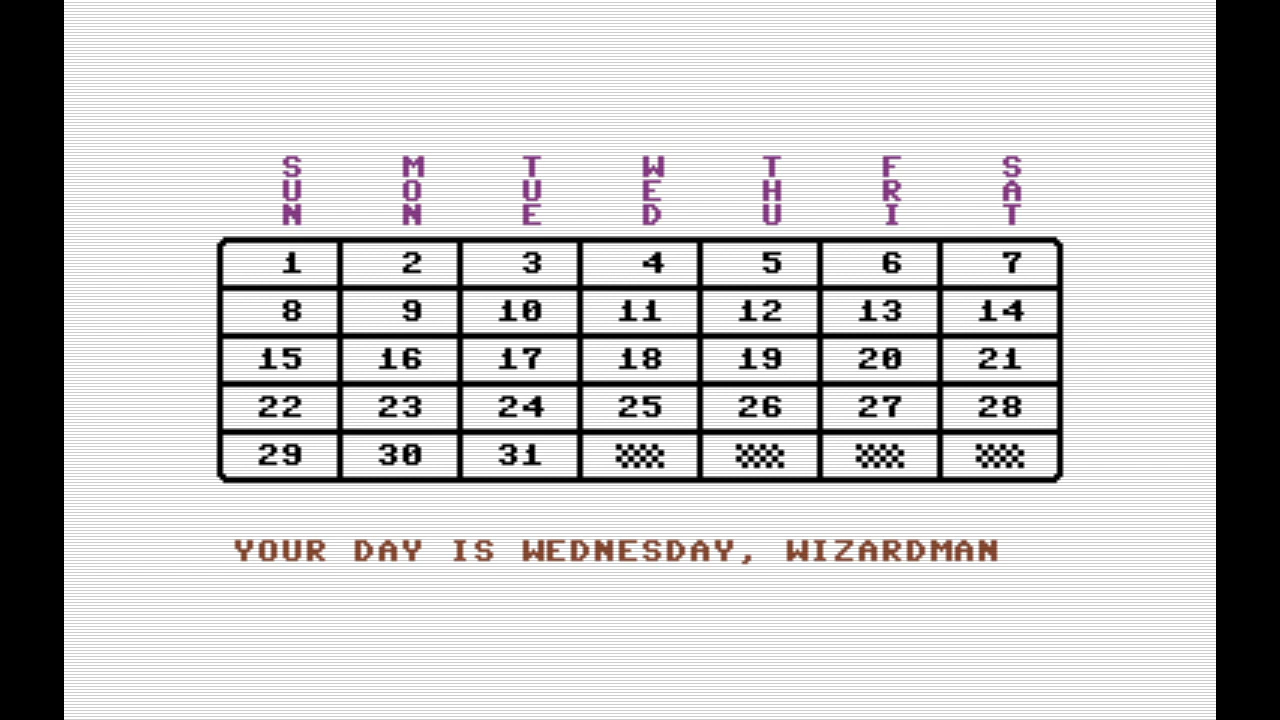 SUN MON TUE WED THU FRI SAT
1 2 3 4 5 6 7
8 9 10 11 12 13 14
15 16 17 18 19 20 21
22 23 24 25 26 27 28
29 30 31
YOUR DAY IS WEDNESDAY, WIZARDMAN